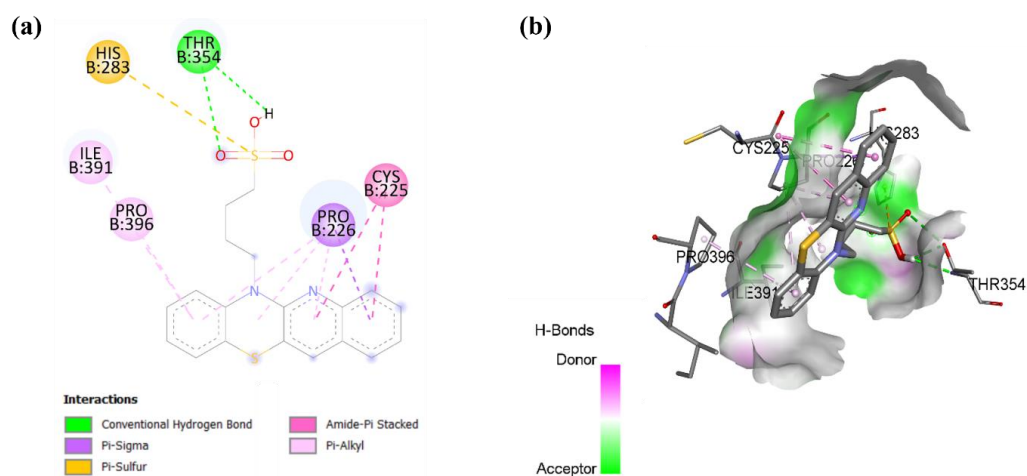 (a)
THR
B:354
HIS
B:283
H
O
O
S
O
ILE
B:391
CYS
B:225
PRO
B:396
PRO
B:226
N
N
S
Interactions
Conventional Hydrogen Bond
Pi-Sigma
Pi-Sulfur
Amide-Pi Stacked
Pi-Alkyl
(b)
CYS225
PRO226
PRO396
ILE391
THR354
H-Bonds
Donor
Acceptor